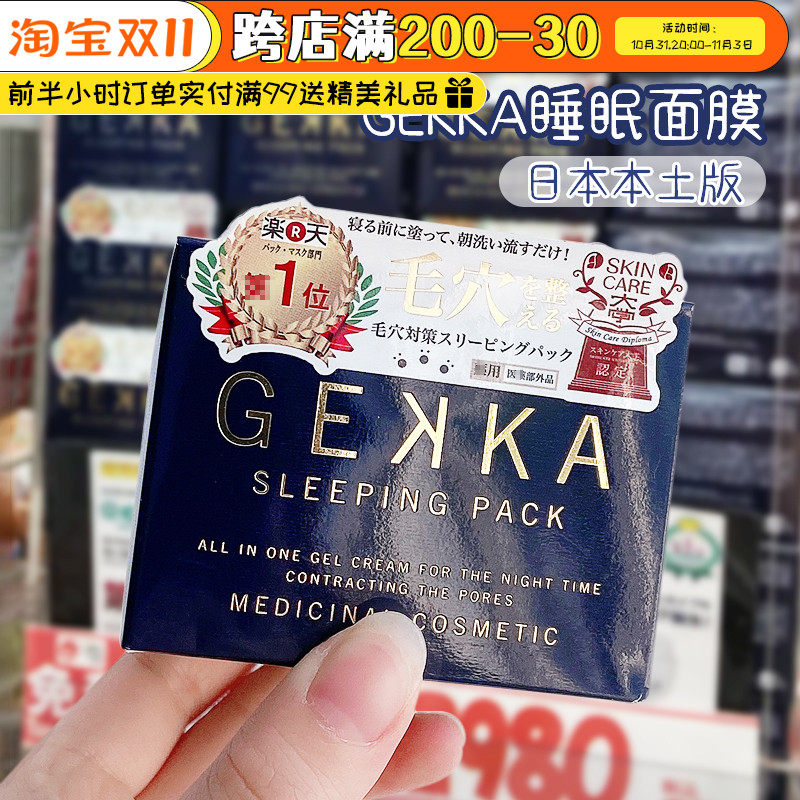 淘宝双11
跨店满200-30
活动时间:
10月31.20:00-11月3日
前半小时订单实付满99送精美礼品
GEKKA睡眠面膜
日本本土版
楽R天
パック・マスク部門
1位
寝る前に塗って、朝洗い流すだけ!
毛穴を整える
毛穴対策スリーピングパック
薬用 医薬部外品
SKIN
CARE
大学
Skin Care Diploma
スキンケア大学
認定
GEKKA
SLEEPING PACK
ALL IN ONE GEL CREAM FOR THE NIGHT TIME
CONTRACTING THE PORES
MEDICINAL COSMETIC
980